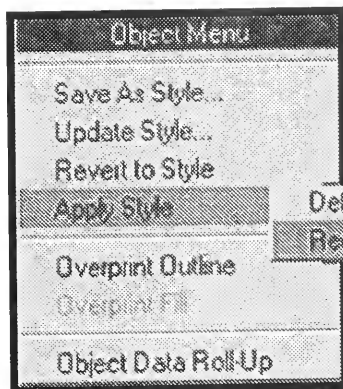 Object Menu
Save As Style...
Update Style...
Revert to Style
Apply Style
Overprint Outline
Overprint Fill
Object Data Roll-Up